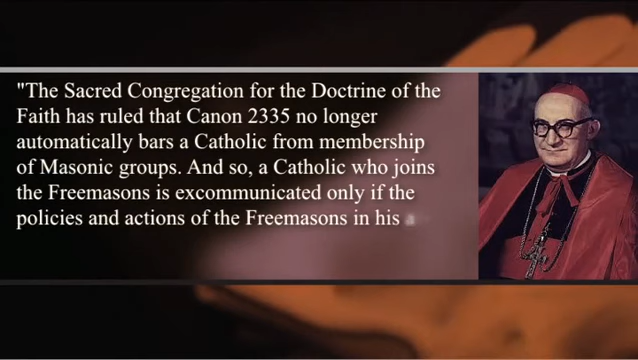 "The Sacred Congregation for the Doctrine of the
Faith has ruled that Canon 2335 no longer
automatically bars a Catholic from membership
of Masonic groups. And so, a Catholic who joins
the Freemasons is excommunicated only if the
policies and actions of the Freemasons in his a